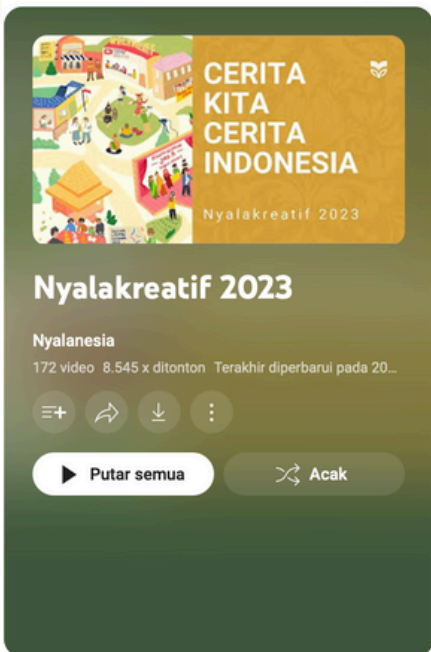 CERITA
KITA
CERITA
INDONESIA
Nyalakreatif 2023
Nyalakreatif 2023
Nyalanesia
172 video 8.545 x ditonton Terakhir diperbarui pada 20...
Putar semua
Acak